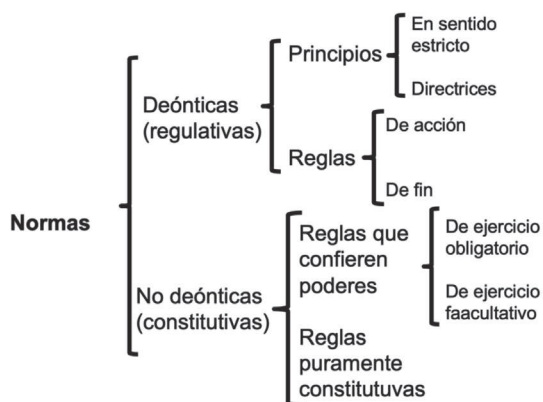 Normas
Deónticas
(regulativas)
Principios
En sentido
estricto
Directrices
Reglas
De acción
De fin
No deónticas
(constitutivas)
Reglas que
confieren
poderes
De ejercicio
obligatorio
De ejercicio
faacultativo
Reglas
puramente
constitutuvas